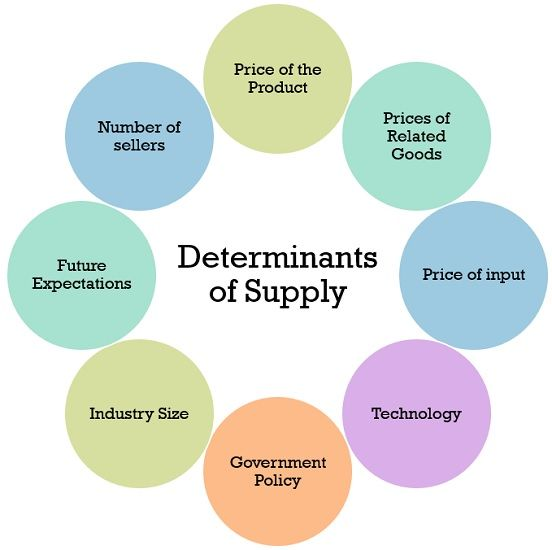 Price of the
Product
Prices of
Related
Goods
Price of input
Technology
Government
Policy
Industry Size
Future
Expectations
Number of
sellers
Determinants
of Supply